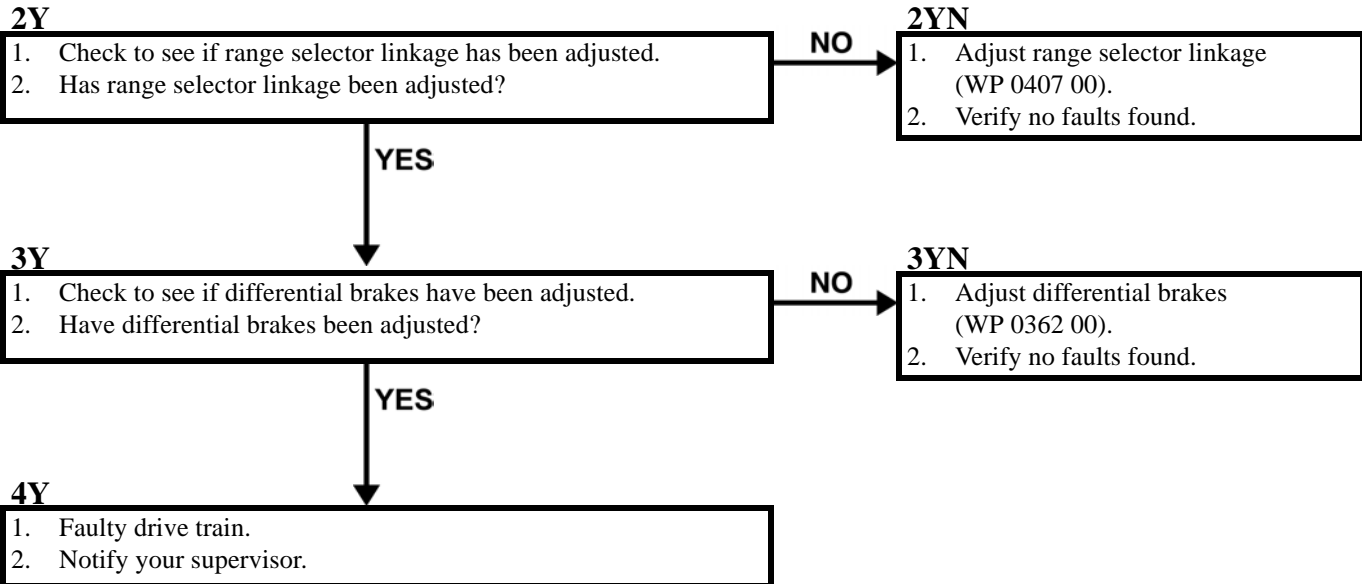 2Y
1. Check to see if range selector linkage has been adjusted.
2. Has range selector linkage been adjusted?
NO
2YN
1. Adjust range selector linkage
(WP 0407 00).
2. Verify no faults found.
YES
3Y
1. Check to see if differential brakes have been adjusted.
2. Have differential brakes been adjusted?
NO
3YN
1. Adjust differential brakes
(WP 0362 00).
2. Verify no faults found.
YES
4Y
1. Faulty drive train.
2. Notify your supervisor.